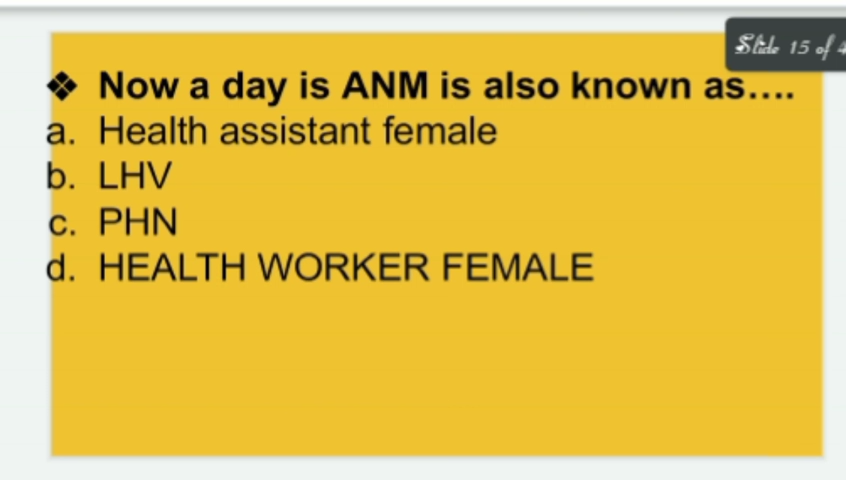 Slide 15 of 4
❖ Now a day is ANM is also known as....
a. Health assistant female
b. LHV
c. PHN
d. HEALTH WORKER FEMALE